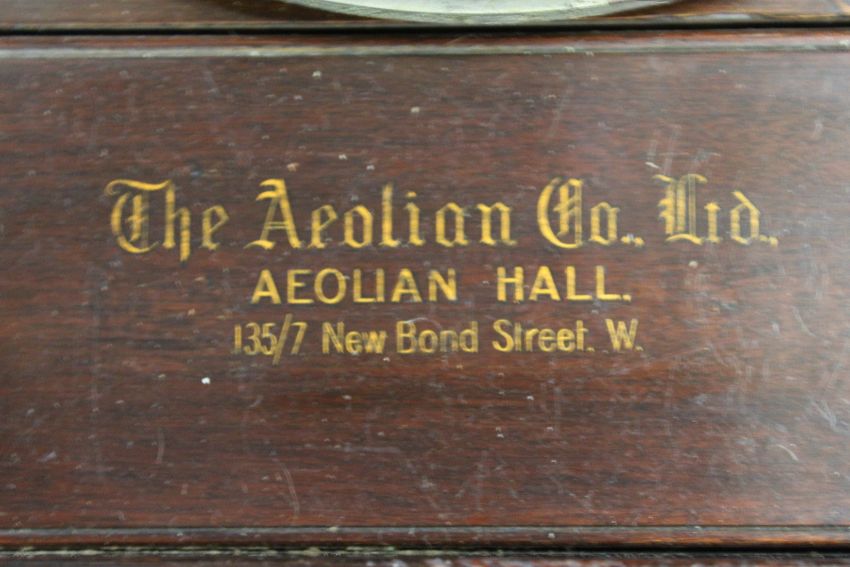 The Aeolian Co., Ltd.,
AEOLIAN HALL.
135/7 New Bond Street. W.